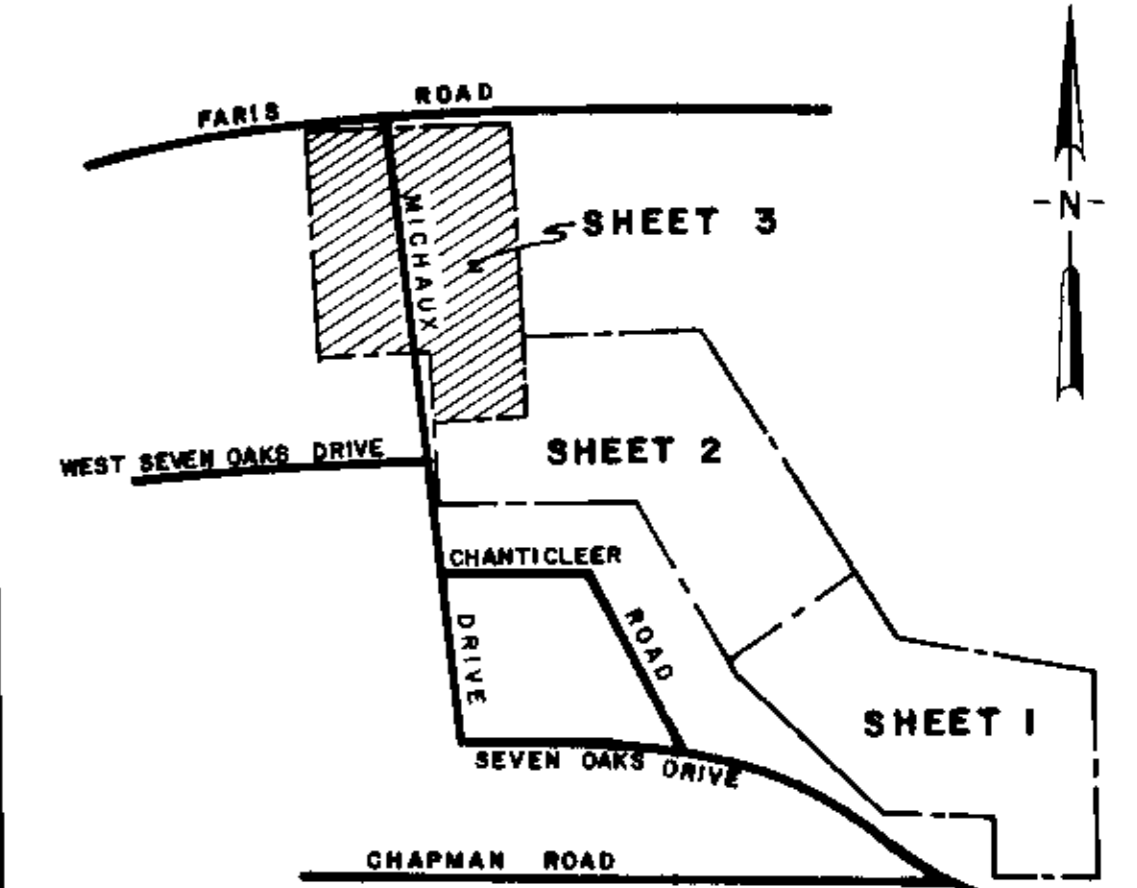 FARIS ROAD
N
SHEET 3
MICHAUX
SHEET 2
WEST SEVEN OAKS DRIVE
CHANTICLEER
ROAD
DRIVE
SHEET 1
SEVEN OAKS DRIVE
CHAPMAN ROAD